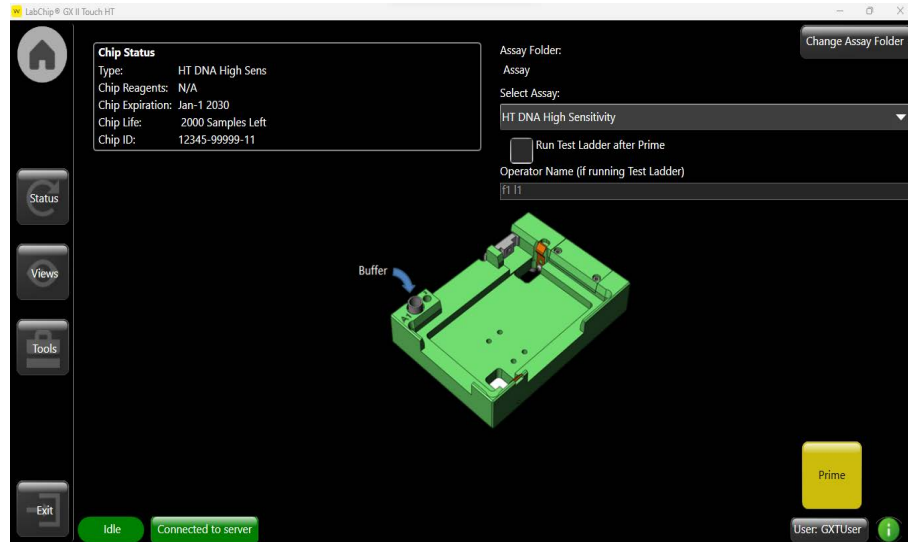 LabChip® GX II Touch HT
Change Assay Folder
Chip Status
Type: HT DNA High Sens
Chip Reagents: N/A
Chip Expiration: Jan-1 2030
Chip Life: 2000 Samples Left
Chip ID: 12345-99999-11
Assay Folder:
Assay
Select Assay:
HT DNA High Sensitivity
Run Test Ladder after Prime
Operator Name (if running Test Ladder)
f1 l1
Status
Views
Tools
Exit
Buffer
A1
Prime
Idle
Connected to server
User: GXTUser